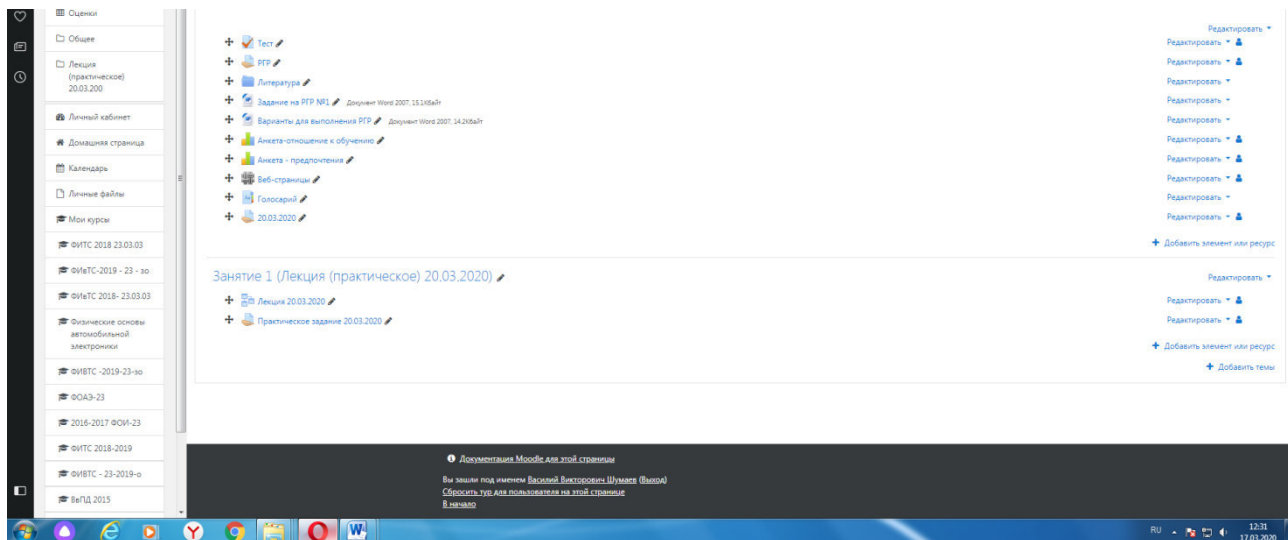 Оценки
Общее
Лекция
(практическое)
20.03.200
Личный кабинет
Домашняя страница
Календарь
Личные файлы
Мои курсы
ФИТС 2018 23.03.03
ФИвТС-2019 - 23 - зо
ФИвТС 2018- 23.03.03
Физические основы
автомобильной
электроники
ФИВТС -2019-23-зо
ФОАЭ-23
2016-2017 ФОИ-23
ФИТС 2018-2019
ФИВТС - 23-2019-о
ВвПД 2015
Редактировать
Тест Редактировать
РГР Редактировать
Литература Редактировать
Задание на РГР №1 Документ Word 2007, 15.1Кбайт Редактировать
Варианты для выполнения РГР Документ Word 2007, 14.2Кбайт Редактировать
Анкета-отношение к обучению Редактировать
Анкета - предпочтения Редактировать
Веб-страницы Редактировать
Голосарий Редактировать
20.03.2020 Редактировать
Добавить элемент или ресурс
Занятие 1 (Лекция (практическое) 20.03.2020) Редактировать
Лекция 20.03.2020 Редактировать
Практическое задание 20.03.2020 Редактировать
Добавить элемент или ресурс
Добавить темы
Документация Moodle для этой страницы
Вы зашли под именем Василий Викторович Шумаев (Выход)
Сбросить тур для пользователя на этой странице
В начало
RU 12:31
17.03.2020